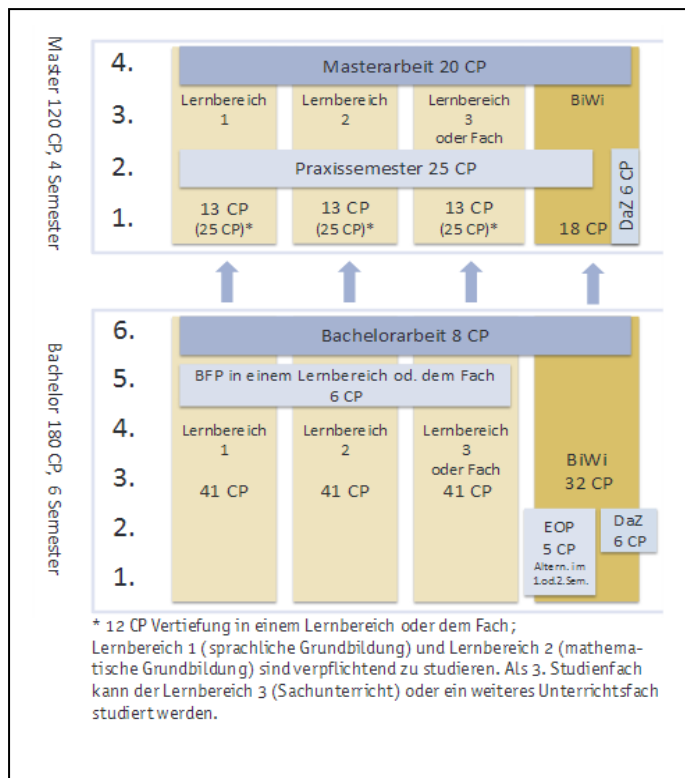 Master 120 CP, 4 Semester
4.
Masterarbeit 20 CP
3.
Lernbereich
1
Lernbereich
2
Lernbereich
3
oder Fach
BiWi
2.
Praxissemester 25 CP
DaZ 6 CP
1.
13 CP
(25 CP)*
13 CP
(25 CP)*
13 CP
(25 CP)*
18 CP
Bachelor 180 CP, 6 Semester
6.
Bachelorarbeit 8 CP
5.
BFP in einem Lernbereich od. dem Fach
6 CP
4.
Lernbereich
1
Lernbereich
2
Lernbereich
3
oder Fach
3.
41 CP
41 CP
41 CP
BiWi
32 CP
2.
EOP
5 CP
Altern. im
1.od.2. Sem.
DaZ
6 CP
1.
* 12 CP Vertiefung in einem Lernbereich oder dem Fach;
Lernbereich 1 (sprachliche Grundbildung) und Lernbereich 2 (mathema-
tische Grundbildung) sind verpflichtend zu studieren. Als 3. Studienfach
kann der Lernbereich 3 (Sachunterricht) oder ein weiteres Unterrichtsfach
studiert werden.